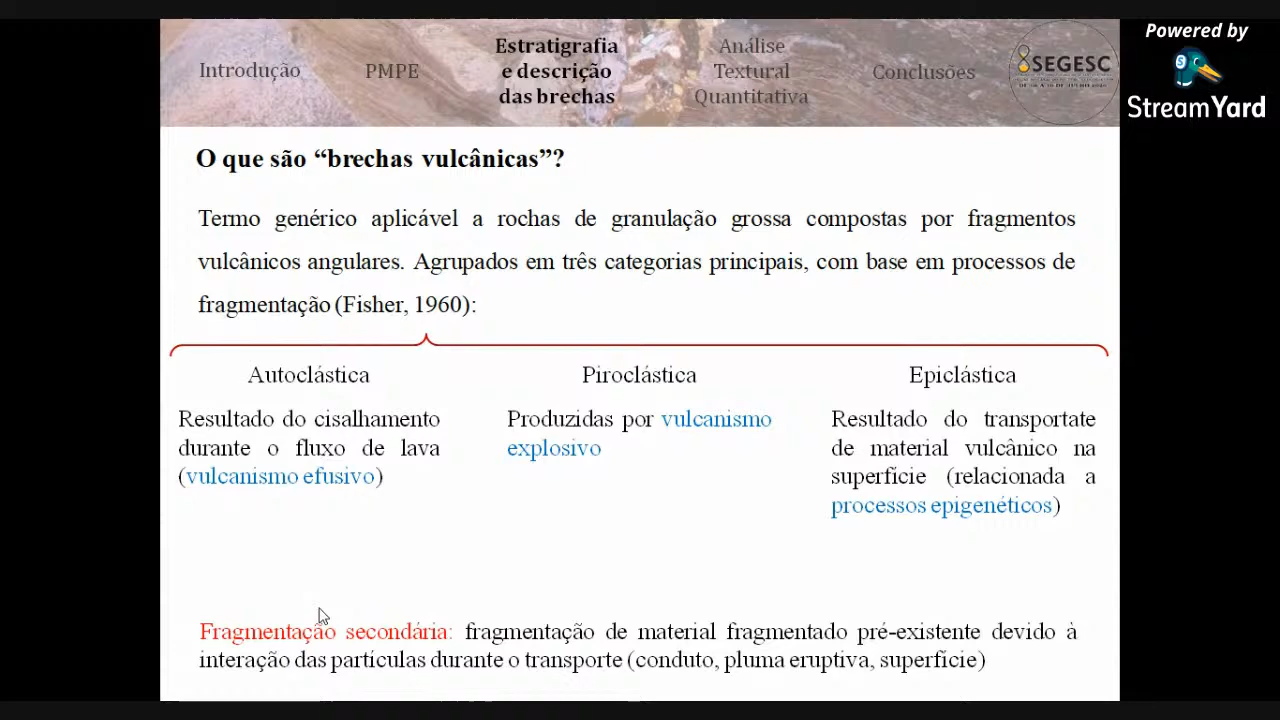 Introdução
PMPE
Estratigrafia
e descrição
das brechas
Análise
Textural
Quantitativa
Conclusões
SEGESC
Powered by
StreamYard
O que são “brechas vulcânicas”?
Termo genérico aplicável a rochas de granulação grossa compostas por fragmentos
vulcânicos angulares. Agrupados em três categorias principais, com base em processos de
fragmentação (Fisher, 1960):
Autoclástica
Resultado do cisalhamento
durante o fluxo de lava
(vulcanismo efusivo)
Piroclástica
Produzidas por vulcanismo
explosivo
Epiclástica
Resultado do transportate
de material vulcânico na
superfície (relacionada a
processos epigenéticos)
Fragmentação secondária: fragmentação de material fragmentado pré-existente devido à
interação das partículas durante o transporte (conduto, pluma eruptiva, superfície)